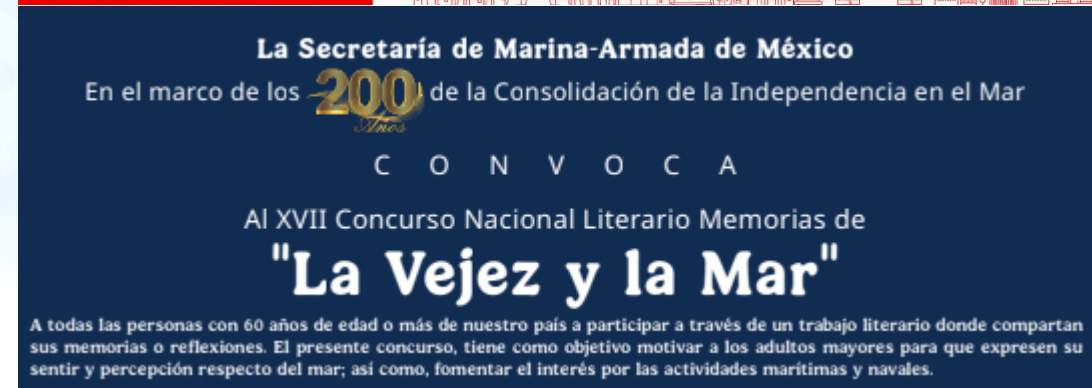 La Secretaría de Marina-Armada de México
En el marco de los 200 Años de la Consolidación de la Independencia en el Mar
C O N V O C A
Al XVII Concurso Nacional Literario Memorias de
"La Vejez y la Mar"
A todas las personas con 60 años de edad o más de nuestro país a participar a través de un trabajo literario donde compartan
sus memorias o reflexiones. El presente concurso, tiene como objetivo motivar a los adultos mayores para que expresen su
sentir y percepción respecto del mar; así como, fomentar el interés por las actividades marítimas y navales.